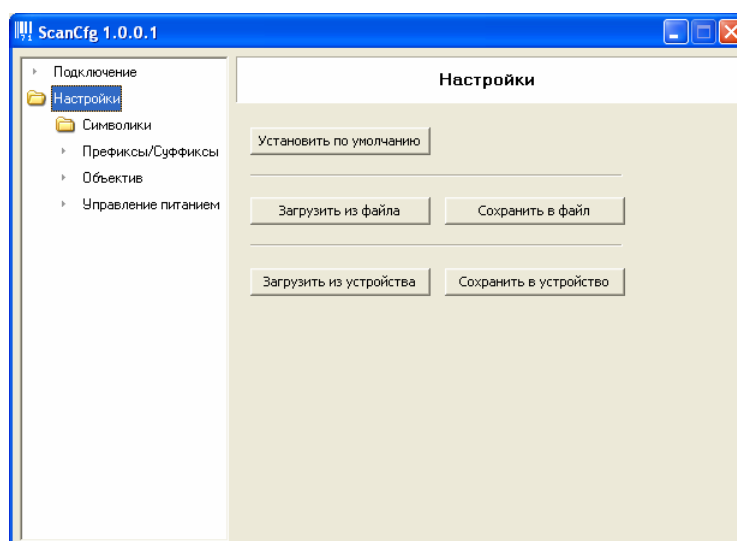 ScanCfg 1.0.0.1
Подключение
Настройки
Символики
Префиксы/Суффиксы
Объектив
Управление питанием
Настройки
Установить по умолчанию
Загрузить из файла
Сохранить в файл
Загрузить из устройства
Сохранить в устройство